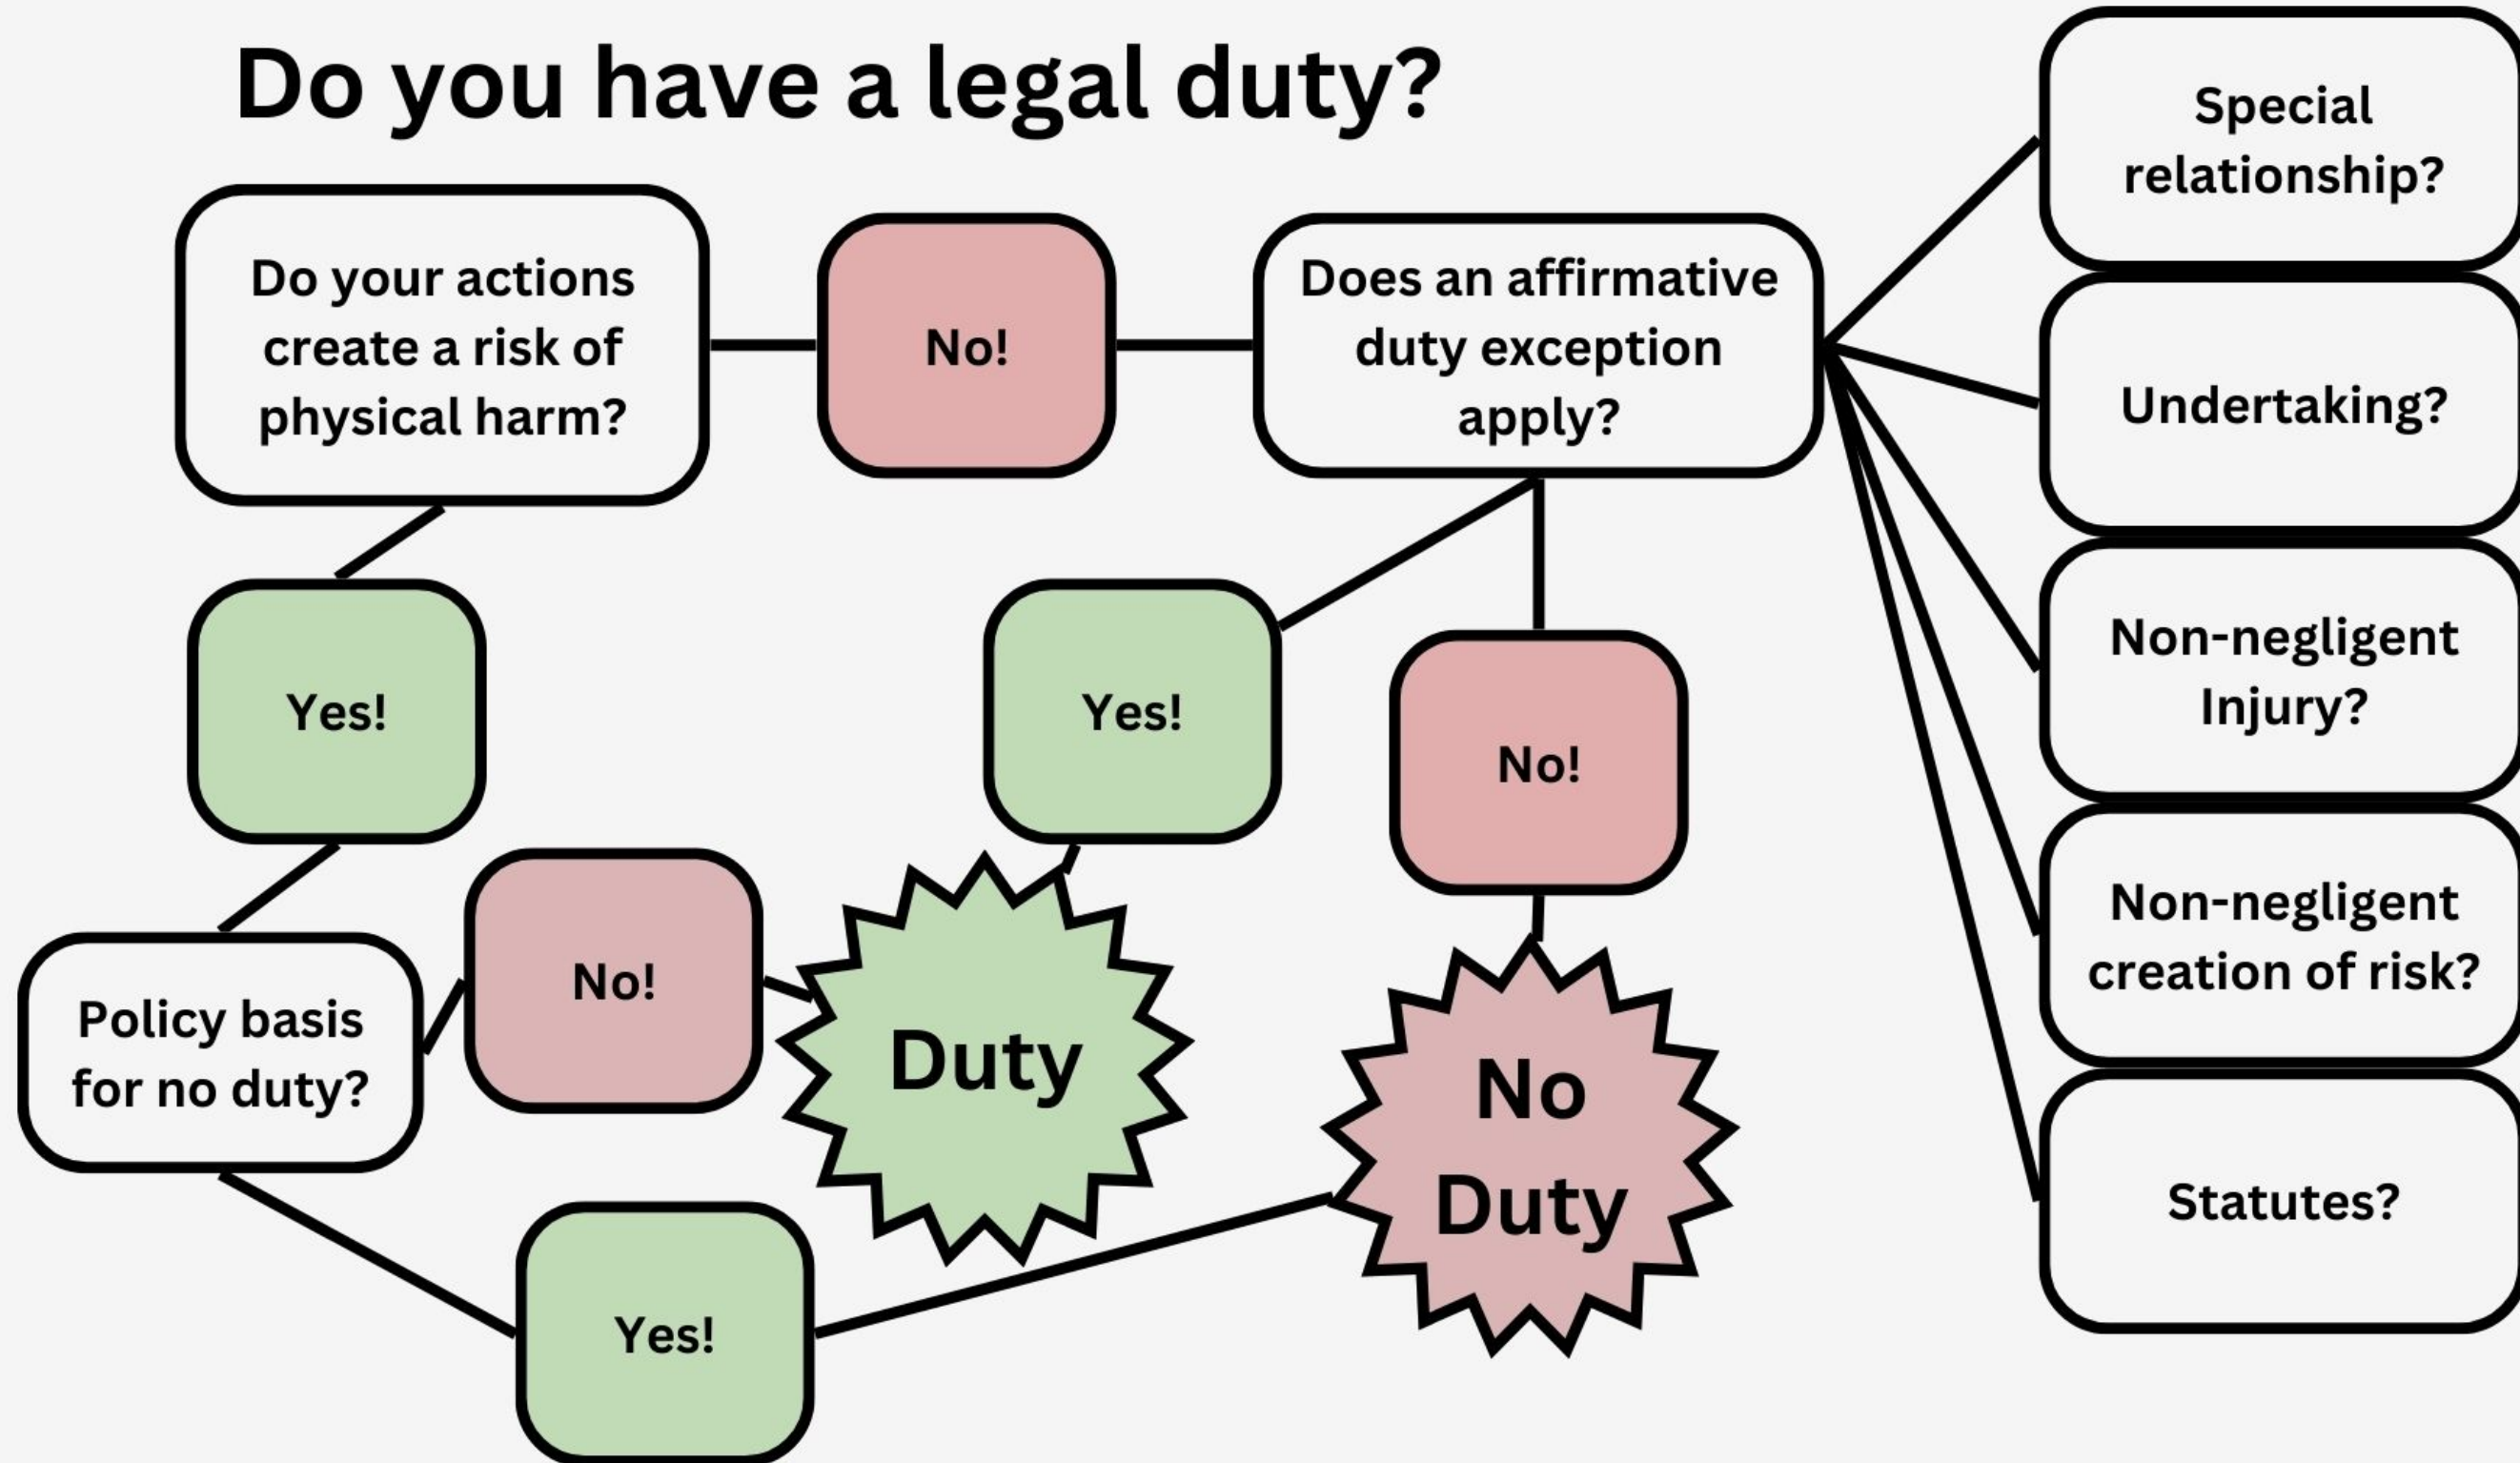 Do you have a legal duty?
Do your actions
create a risk of
physical harm?
No!
Does an affirmative
duty exception
apply?
Special
relationship?
Undertaking?
Non-negligent
Injury?
Non-negligent
creation of risk?
Statutes?
Yes!
Yes!
No!
Policy basis
for no duty?
No!
Duty
No
Duty
Yes!